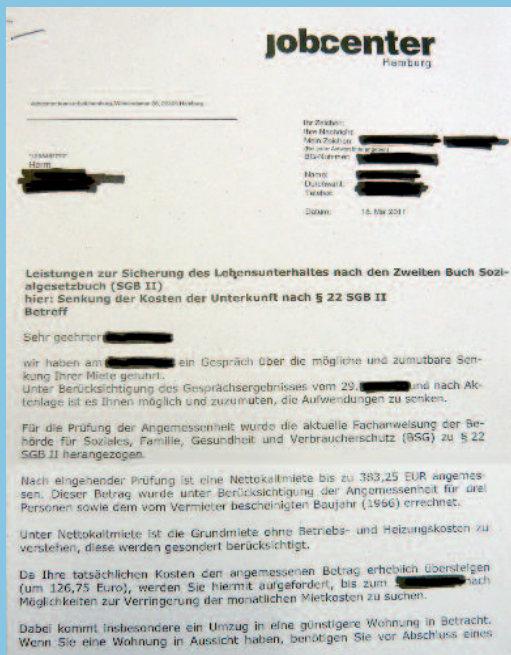 jobcenter
Hamburg
Ihr Zeichen:
Ihre Nachricht:
Mein Zeichen:
BG-Nummer:
Name:
Durchwahl:
Telefax:
Datum: 18. Mai 2011
Herrn
Leistungen zur Sicherung des Lebensunterhaltes nach den Zweiten Buch Sozi-
algesetzbuch (SGB II)
hier: Senkung der Kosten der Unterkunft nach § 22 SGB II
Betreff
Sehr geehrter
wir haben am ein Gespräch über die mögliche und zumutbare Sen-
kung Ihrer Miete geführt.
Unter Berücksichtigung des Gesprächsergebnisses vom 29. und nach Ak-
tenlage ist es Ihnen möglich und zuzumuten, die Aufwendungen zu senken.
Für die Prüfung der Angemessenheit wurde die aktuelle Fachanweisung der Be-
hörde für Soziales, Familie, Gesundheit und Verbraucherschutz (BSG) zu § 22
SGB II herangezogen.
Nach eingehender Prüfung ist eine Nettokaltmiete bis zu 383,25 EUR angemes-
sen. Dieser Betrag wurde unter Berücksichtigung der Angemessenheit für drei
Personen sowie dem vom Vermieter bescheinigten Baujahr (1966) errechnet.
Unter Nettokaltmiete ist die Grundmiete ohne Betriebs- und Heizungskosten zu
verstehen, diese werden gesondert berücksichtigt.
Da Ihre tatsächlichen Kosten den angemessenen Betrag erheblich übersteigen
(um 126,75 Euro), werden Sie hiermit aufgefordert, bis zum nach
Möglichkeiten zur Verringerung der monatlichen Mietkosten zu suchen.
Dabei kommt insbesondere ein Umzug in eine günstigere Wohnung in Betracht.
Wenn Sie eine Wohnung in Aussicht haben, benötigen Sie vor Abschluss eines